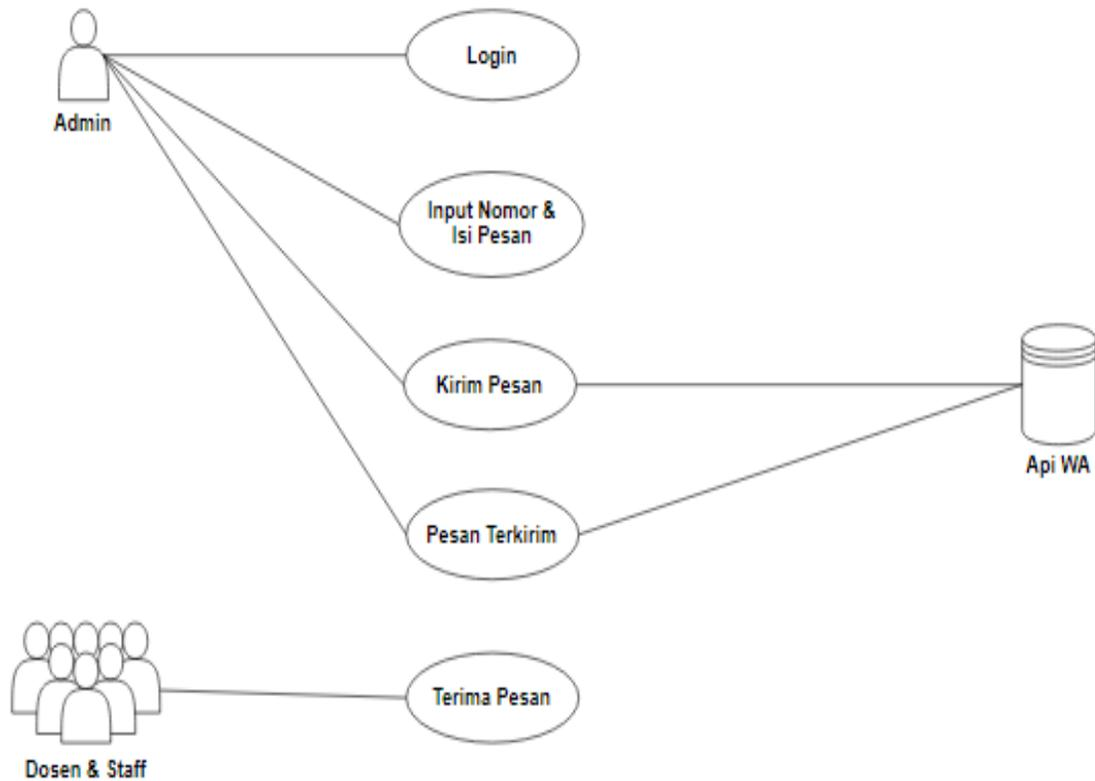 Login
Admin
Input Nomor &
Isi Pesan
Kirim Pesan
Api WA
Pesan Terkirim
Terima Pesan
Dosen & Staff